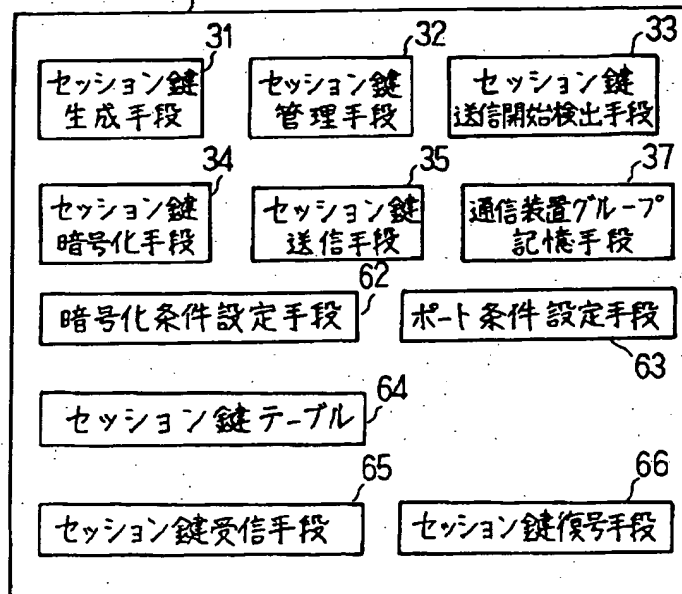 31
セッション鍵
生成手段
32
セッション鍵
管理手段
33
セッション鍵
送信開始検出手段
34
セッション鍵
暗号化手段
35
セッション鍵
送信手段
37
通信装置グループ
記憶手段
62
暗号化条件設定手段
ポート条件設定手段
63
64
セッション鍵テーブル
65
セッション鍵受信手段
66
セッション鍵復号手段